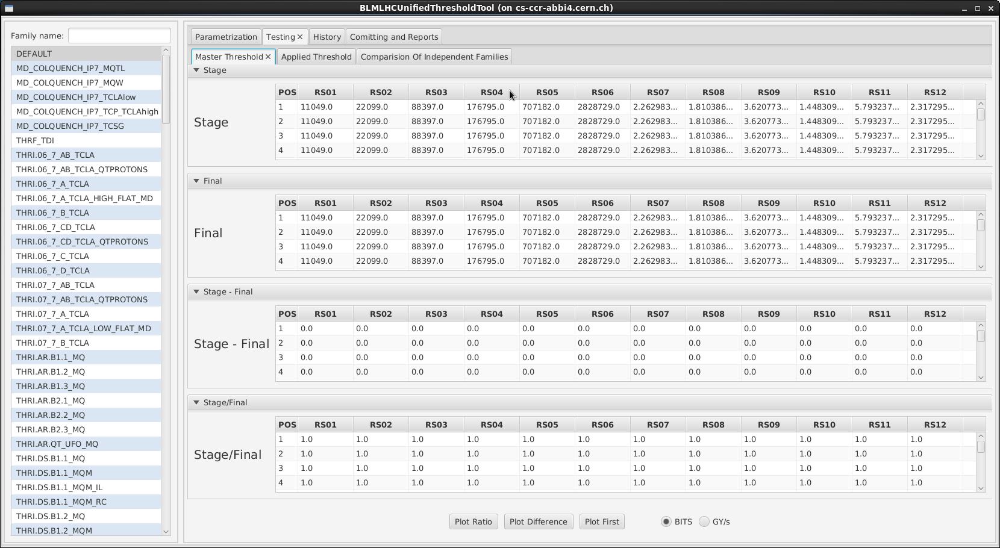 BLMLHCUnifiedThresholdTool (on cs-ccr-abbi4.cern.ch)
Family name:
DEFAULT
MD_COLQUENCH_IP7_MQTL
MD_COLQUENCH_IP7_MQW
MD_COLQUENCH_IP7_TCLAlow
MD_COLQUENCH_IP7_TCP_TCLAhigh
MD_COLQUENCH_IP7_TCSG
THRF_TDI
THRI.06_7_AB_TCLA
THRI.06_7_AB_TCLA_QTPROTONS
THRI.06_7_A_TCLA
THRI.06_7_A_TCLA_HIGH_FLAT_MD
THRI.06_7_B_TCLA
THRI.06_7_CD_TCLA
THRI.06_7_CD_TCLA_QTPROTONS
THRI.06_7_C_TCLA
THRI.06_7_D_TCLA
THRI.07_7_AB_TCLA
THRI.07_7_AB_TCLA_QTPROTONS
THRI.07_7_A_TCLA
THRI.07_7_A_TCLA_LOW_FLAT_MD
THRI.07_7_B_TCLA
THRI.AR.B1.1_MQ
THRI.AR.B1.2_MQ
THRI.AR.B1.3_MQ
THRI.AR.B2.1_MQ
THRI.AR.B2.2_MQ
THRI.AR.B2.3_MQ
THRI.AR.QT_UFO_MQ
THRI.DS.B1.1_MQ
THRI.DS.B1.1_MQM
THRI.DS.B1.1_MQM_IL
THRI.DS.B1.1_MQM_RC
THRI.DS.B1.2_MQ
THRI.DS.B1.2_MQM
Parametrization Testing History Comitting and Reports
Master Threshold Applied Threshold Comparision Of Independent Families
Stage
Stage
POS RS01 RS02 RS03 RS04 RS05 RS06 RS07 RS08 RS09 RS10 RS11 RS12
1 11049.0 22099.0 88397.0 176795.0 707182.0 2828729.0 2.262983... 1.810386... 3.620773... 1.448309... 5.793237... 2.317295...
2 11049.0 22099.0 88397.0 176795.0 707182.0 2828729.0 2.262983... 1.810386... 3.620773... 1.448309... 5.793237... 2.317295...
3 11049.0 22099.0 88397.0 176795.0 707182.0 2828729.0 2.262983... 1.810386... 3.620773... 1.448309... 5.793237... 2.317295...
4 11049.0 22099.0 88397.0 176795.0 707182.0 2828729.0 2.262983... 1.810386... 3.620773... 1.448309... 5.793237... 2.317295...
Final
Final
POS RS01 RS02 RS03 RS04 RS05 RS06 RS07 RS08 RS09 RS10 RS11 RS12
1 11049.0 22099.0 88397.0 176795.0 707182.0 2828729.0 2.262983... 1.810386... 3.620773... 1.448309... 5.793237... 2.317295...
2 11049.0 22099.0 88397.0 176795.0 707182.0 2828729.0 2.262983... 1.810386... 3.620773... 1.448309... 5.793237... 2.317295...
3 11049.0 22099.0 88397.0 176795.0 707182.0 2828729.0 2.262983... 1.810386... 3.620773... 1.448309... 5.793237... 2.317295...
4 11049.0 22099.0 88397.0 176795.0 707182.0 2828729.0 2.262983... 1.810386... 3.620773... 1.448309... 5.793237... 2.317295...
Stage - Final
Stage - Final
POS RS01 RS02 RS03 RS04 RS05 RS06 RS07 RS08 RS09 RS10 RS11 RS12
1 0.0 0.0 0.0 0.0 0.0 0.0 0.0 0.0 0.0 0.0 0.0 0.0
2 0.0 0.0 0.0 0.0 0.0 0.0 0.0 0.0 0.0 0.0 0.0 0.0
3 0.0 0.0 0.0 0.0 0.0 0.0 0.0 0.0 0.0 0.0 0.0 0.0
4 0.0 0.0 0.0 0.0 0.0 0.0 0.0 0.0 0.0 0.0 0.0 0.0
Stage/Final
Stage/Final
POS RS01 RS02 RS03 RS04 RS05 RS06 RS07 RS08 RS09 RS10 RS11 RS12
1 1.0 1.0 1.0 1.0 1.0 1.0 1.0 1.0 1.0 1.0 1.0 1.0
2 1.0 1.0 1.0 1.0 1.0 1.0 1.0 1.0 1.0 1.0 1.0 1.0
3 1.0 1.0 1.0 1.0 1.0 1.0 1.0 1.0 1.0 1.0 1.0 1.0
4 1.0 1.0 1.0 1.0 1.0 1.0 1.0 1.0 1.0 1.0 1.0 1.0
Plot Ratio Plot Difference Plot First BITS GY/s